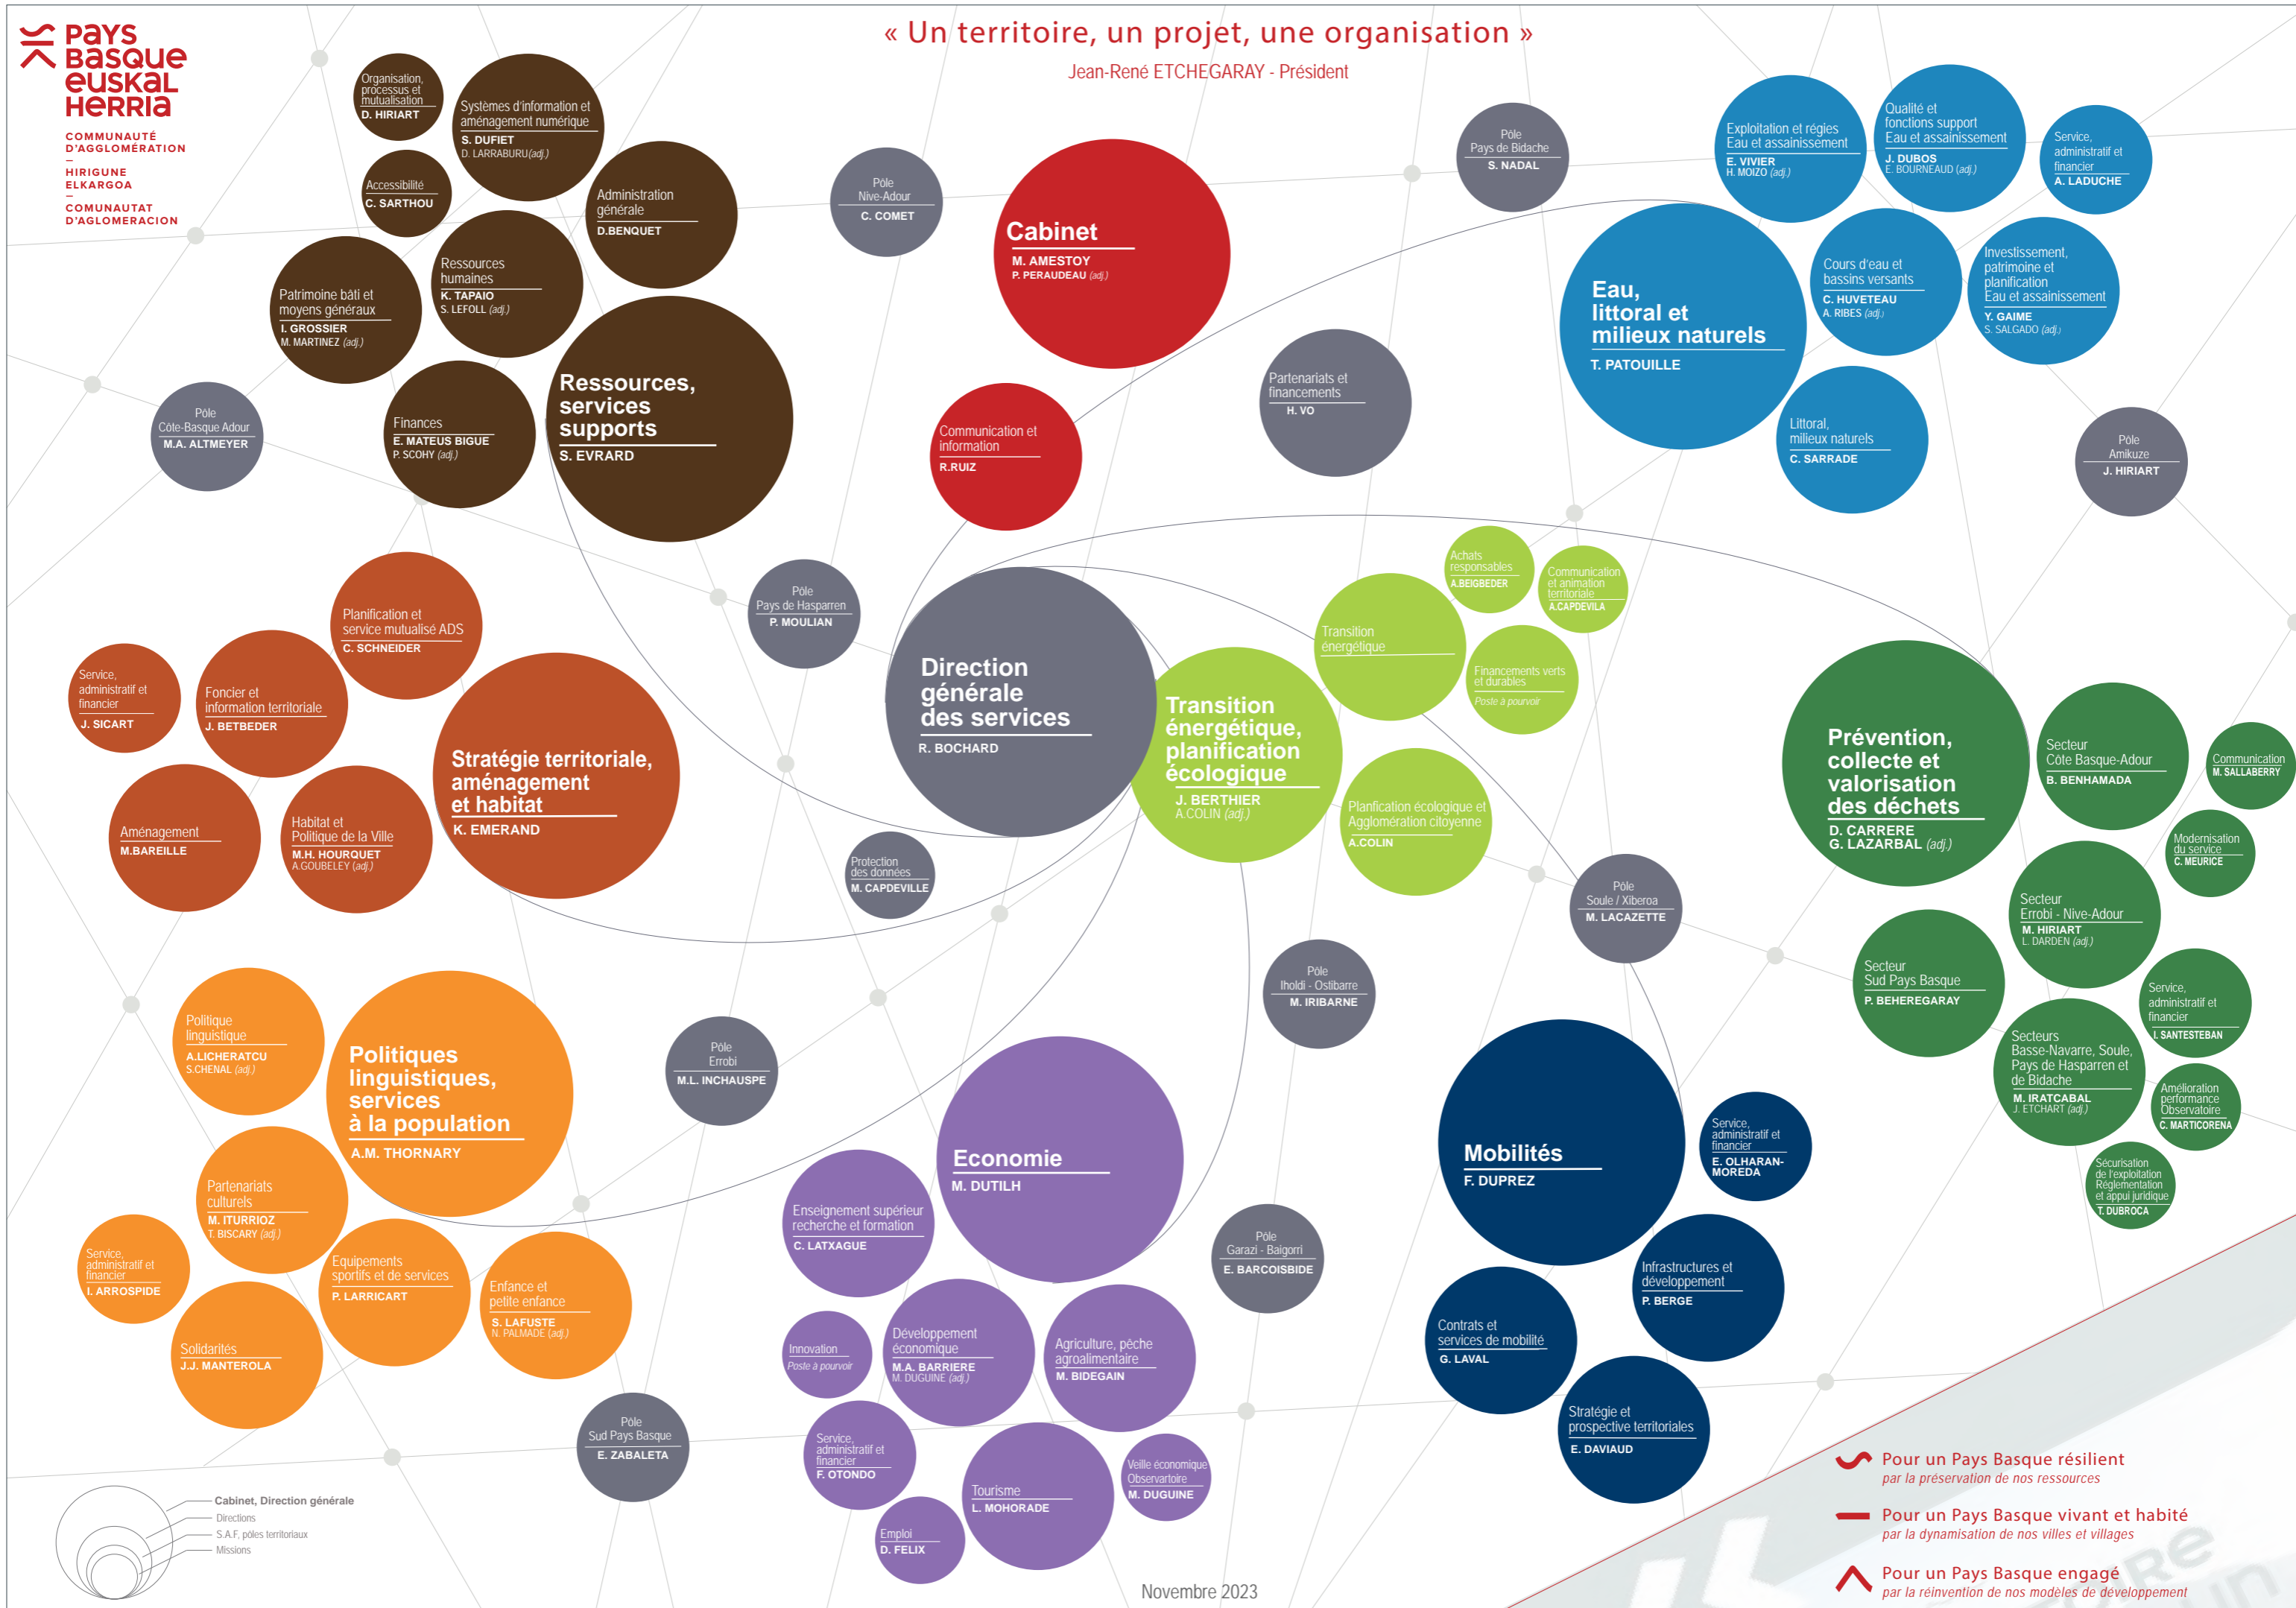 PAYS
BASQUE
EUSKAL
HERRIA
COMMUNAUTÉ
D'AGGLOMÉRATION
–
HIRIGUNE
ELKARGOA
–
COMUNAUTAT
D'AGLOMERACION
« Un territoire, un projet, une organisation »
Jean-René ETCHEGARAY - Président
Organisation,
processus et
mutualisation
D. HIRIART
Systèmes d'information et
aménagement numérique
S. DUFIET
D. LARRABURU(adj.)
Accessibilité
C. SARTHOU
Administration
générale
D.BENQUET
Ressources
humaines
K. TAPAIO
S. LEFOLL (adj.)
Patrimoine bâti et
moyens généraux
I. GROSSIER
M. MARTINEZ (adj.)
Finances
E. MATEUS BIGUE
P. SCOHY (adj.)
Ressources,
services
supports
S. EVRARD
Pôle
Côte-Basque Adour
M.A. ALTMEYER
Pôle
Nive-Adour
C. COMET
Cabinet
M. AMESTOY
P. PERAUDEAU (adj.)
Communication et
information
R.RUIZ
Pôle
Pays de Bidache
S. NADAL
Partenariats et
financements
H. VO
Exploitation et régies
Eau et assainissement
E. VIVIER
H. MOIZO (adj.)
Qualité et
fonctions support
Eau et assainissement
J. DUBOS
E. BOURNEAUD (adj.)
Service,
administratif et
financier
A. LADUCHE
Eau,
littoral et
milieux naturels
T. PATOUILLE
Cours d'eau et
bassins versants
C. HUVETEAU
A. RIBES (adj.)
Investissement,
patrimoine et
planification
Eau et assainissement
Y. GAIME
S. SALGADO (adj.)
Littoral,
milieux naturels
C. SARRADE
Pôle
Amikuze
J. HIRIART
Pôle
Pays de Hasparren
P. MOULIAN
Direction
générale
des services
R. BOCHARD
Transition
énergétique,
planification
écologique
J. BERTHIER
A.COLIN (adj.)
Transition
énergétique
Achats
responsables
A.BEIGBEDER
Communication
et animation
territoriale
A.CAPDEVILA
Financements verts
et durables
Poste à pourvoir
Planfication écologique et
Agglomération citoyenne
A.COLIN
Protection
des données
M. CAPDEVILLE
Planification et
service mutualisé ADS
C. SCHNEIDER
Service,
administratif et
financier
J. SICART
Foncier et
information territoriale
J. BETBEDER
Stratégie territoriale,
aménagement
et habitat
K. EMERAND
Aménagement
M.BAREILLE
Habitat et
Politique de la Ville
M.H. HOURQUET
A.GOUBELEY (adj.)
Prévention,
collecte et
valorisation
des déchets
D. CARRERE
G. LAZARBAL (adj.)
Secteur
Côte Basque-Adour
B. BENHAMADA
Communication
M. SALLABERRY
Modernisation
du service
C. MEURICE
Secteur
Errobi - Nive-Adour
M. HIRIART
L. DARDEN (adj.)
Secteur
Sud Pays Basque
P. BEHEREGARAY
Service,
administratif et
financier
I. SANTESTEBAN
Secteurs
Basse-Navarre, Soule,
Pays de Hasparren et
de Bidache
M. IRATCABAL
J. ETCHART (adj.)
Amélioration
performance
Observatoire
C. MARTICORENA
Sécurisation
de l'exploitation
Réglementation
et appui juridique
T. DUBROCA
Pôle
Soule / Xiberoa
M. LACAZETTE
Pôle
Iholdi - Ostibarre
M. IRIBARNE
Pôle
Errobi
M.L. INCHAUSPE
Politique
linguistique
A.LICHERATCU
S.CHENAL (adj.)
Politiques
linguistiques,
services
à la population
A.M. THORNARY
Partenariats
culturels
M. ITURRIOZ
T. BISCARY (adj.)
Service,
administratif et
financier
I. ARROSPIDE
Equipements
sportifs et de services
P. LARRICART
Enfance et
petite enfance
S. LAFUSTE
N. PALMADE (adj.)
Solidarités
J.J. MANTEROLA
Pôle
Sud Pays Basque
E. ZABALETA
Economie
M. DUTILH
Enseignement supérieur
recherche et formation
C. LATXAGUE
Innovation
Poste à pourvoir
Développement
économique
M.A. BARRIERE
M. DUGUINE (adj.)
Agriculture, pêche
agroalimentaire
M. BIDEGAIN
Service,
administratif et
financier
F. OTONDO
Tourisme
L. MOHORADE
Veille économique
Observartoire
M. DUGUINE
Emploi
D. FELIX
Pôle
Garazi - Baigorri
E. BARCOISBIDE
Mobilités
F. DUPREZ
Service,
administratif et
financier
E. OLHARAN-
MOREDA
Infrastructures et
développement
P. BERGE
Contrats et
services de mobilité
G. LAVAL
Stratégie et
prospective territoriales
E. DAVIAUD
Cabinet, Direction générale
Directions
S.A.F, pôles territoriaux
Missions
Novembre 2023
Pour un Pays Basque résilient
par la préservation de nos ressources
Pour un Pays Basque vivant et habité
par la dynamisation de nos villes et villages
Pour un Pays Basque engagé
par la réinvention de nos modèles de développement